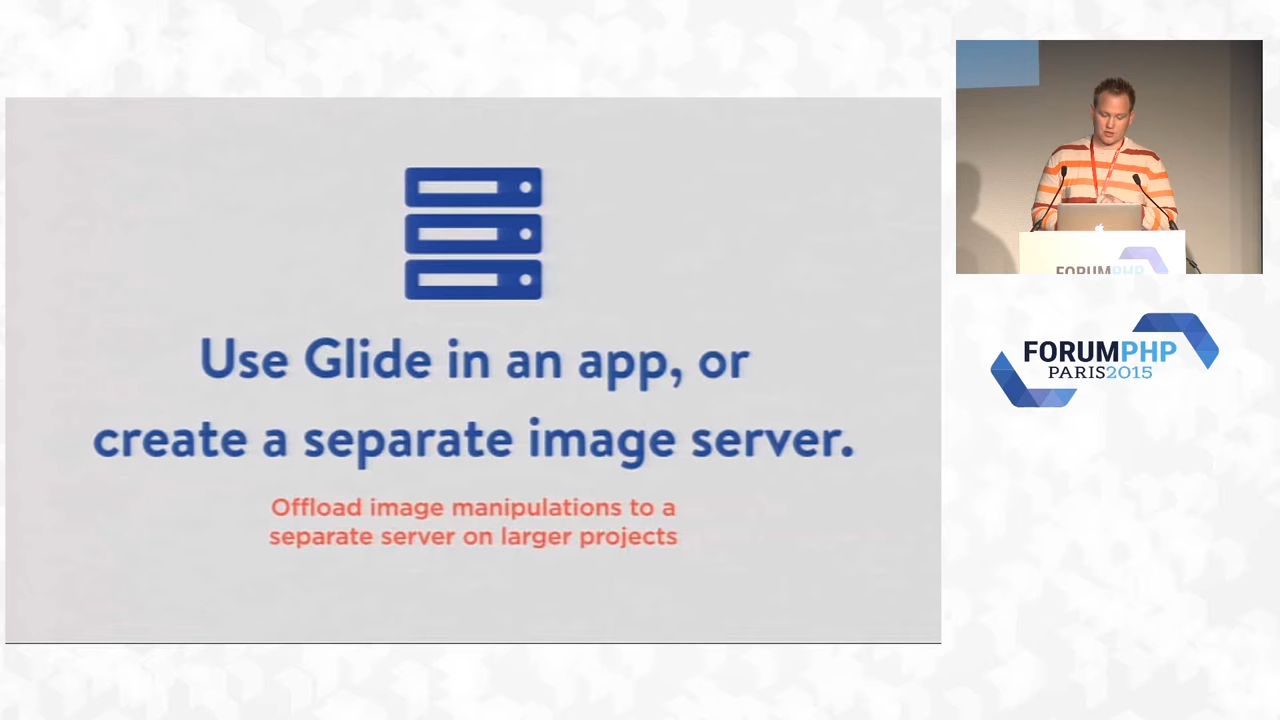 Use Glide in an app, or
create a separate image server.
Offload image manipulations to a
separate server on larger projects
FORUMPHP
FORUMPHP
PARIS2015